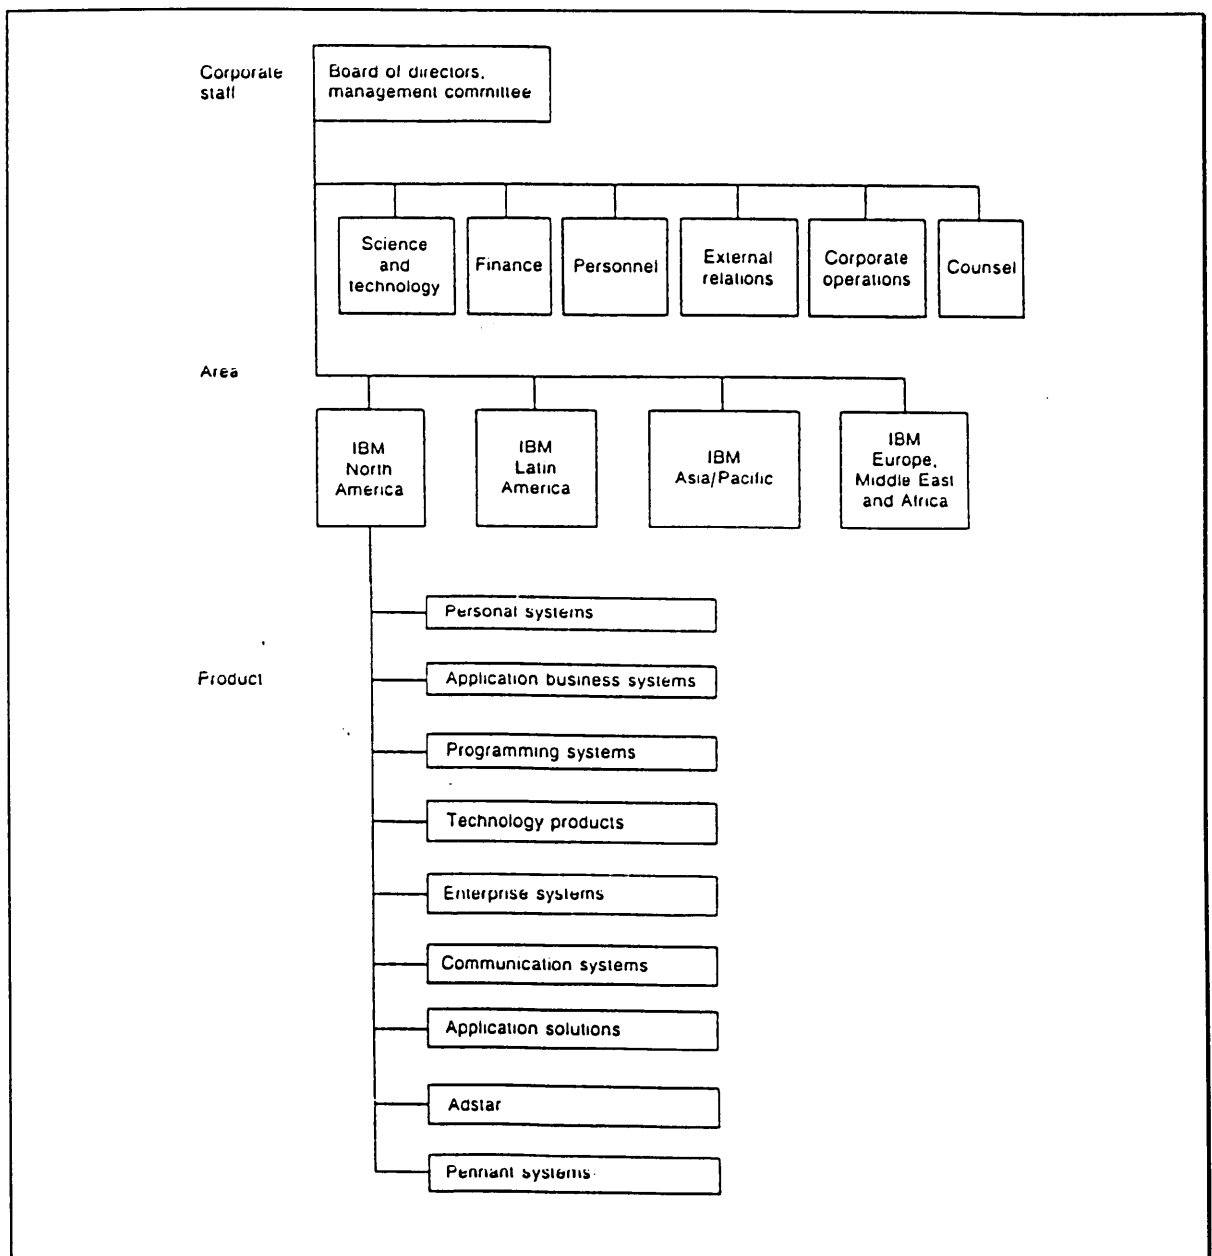 Corporate
staff
Board of directors,
management committee
Science
and
technology
Finance
Personnel
External
relations
Corporate
operations
Counsel
Area
IBM
North
America
IBM
Latin
America
IBM
Asia/Pacific
IBM
Europe,
Middle East
and Africa
Personal systems
Product
Application business systems
Programming systems
Technology products
Enterprise systems
Communication systems
Application solutions
Adstar
Pennant systems